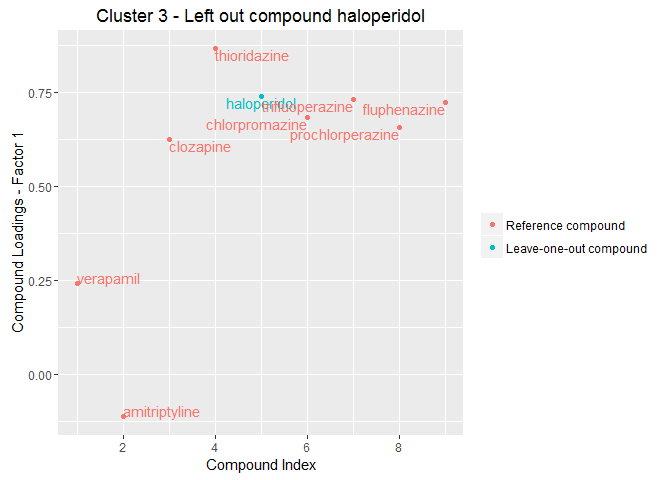 Cluster 3 - Left out compound haloperidol
thioridazine
haloperidol
trifluoperazine
fluphenazine
chlorpromazine
prochlorperazine
clozapine
verapamil
amitriptyline
0.75
0.50
0.25
0.00
2
4
6
8
Compound Index
Compound Loadings - Factor 1
Reference compound
Leave-one-out compound